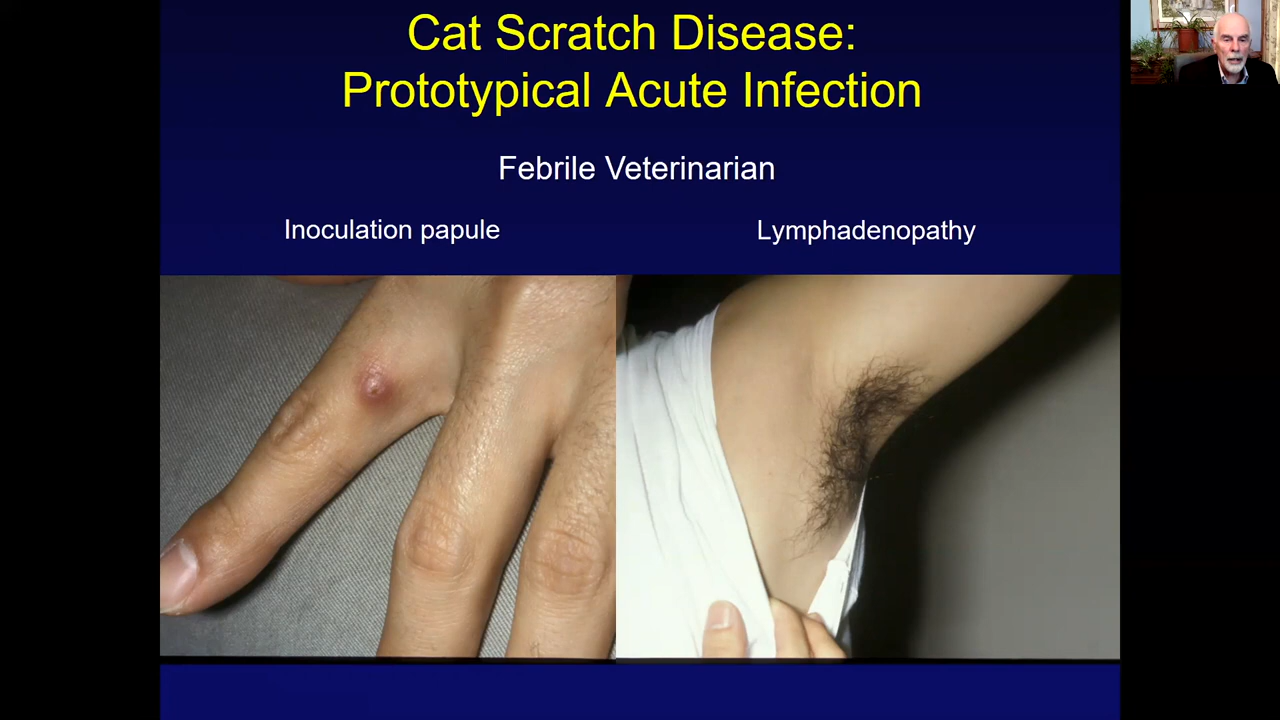 Cat Scratch Disease:
Prototypical Acute Infection
Febrile Veterinarian
Inoculation papule
Lymphadenopathy